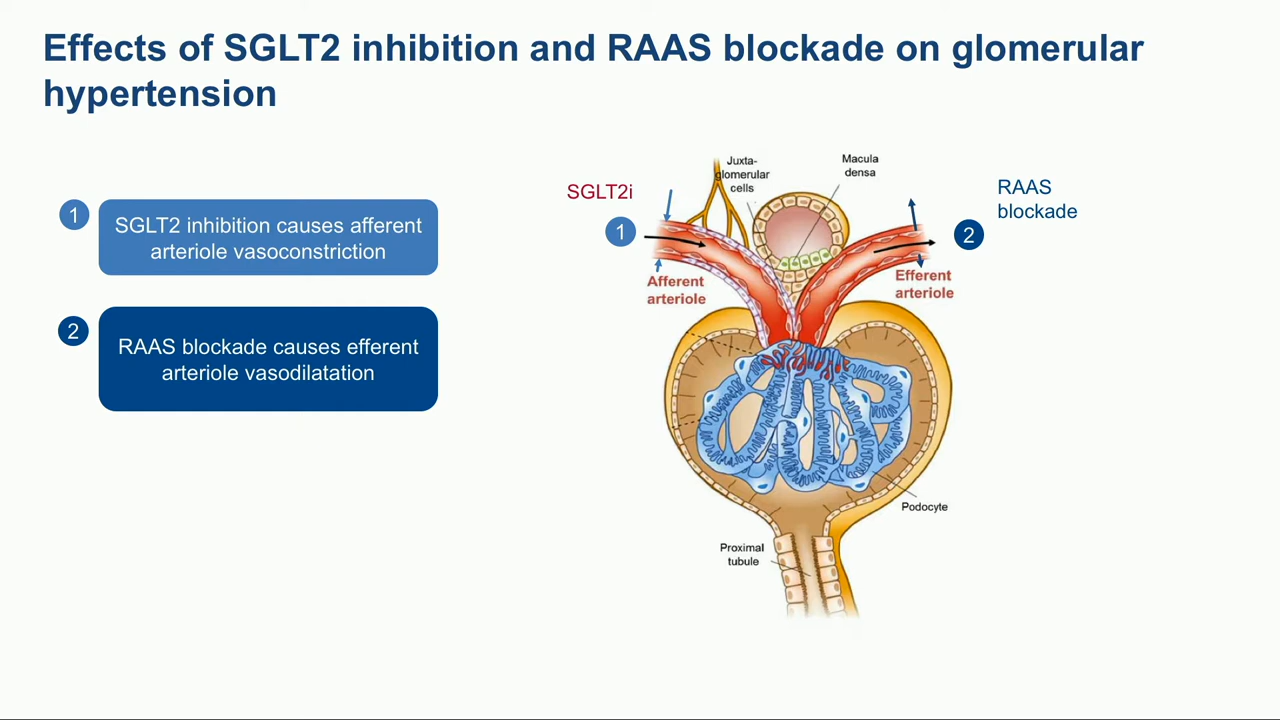 Effects of SGLT2 inhibition and RAAS blockade on glomerular
hypertension
1
SGLT2 inhibition causes afferent
arteriole vasoconstriction
2
RAAS blockade causes efferent
arteriole vasodilatation
SGLT2i
1
Juxta-
glomerular
cells
Macula
densa
RAAS
blockade
2
Afferent
arteriole
Efferent
arteriole
Podocyte
Proximal
tubule